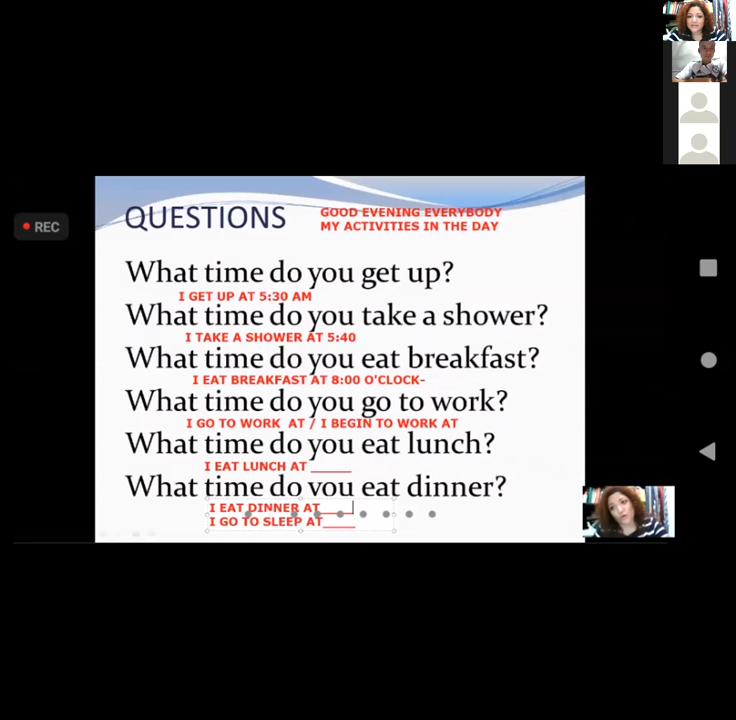 QUESTIONS
GOOD EVENING EVERYBODY
MY ACTIVITIES IN THE DAY
REC
What time do you get up?
I GET UP AT 5:30 AM
What time do you take a shower?
I TAKE A SHOWER AT 5:40
What time do you eat breakfast?
I EAT BREAKFAST AT 8:00 O'CLOCK-
What time do you go to work?
I GO TO WORK AT / I BEGIN TO WORK AT
What time do you eat lunch?
I EAT LUNCH AT ______
What time do you eat dinner?
I EAT DINNER AT_____
I GO TO SLEEP AT_____